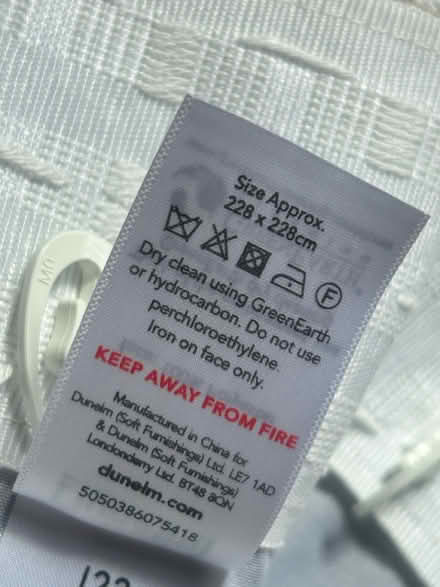 Size Approx.
228 x 228cm
Dry clean using GreenEarth
or hydrocarbon. Do not use
perchloroethylene.
Iron on face only.
KEEP AWAY FROM FIRE
Manufactured in China for
Dunelm (Soft Furnishings) Ltd. LE7 1AD
& Dunelm (Soft Furnishings)
Londonderry Ltd. BT48 8QN
dunelm.com
5050386075418